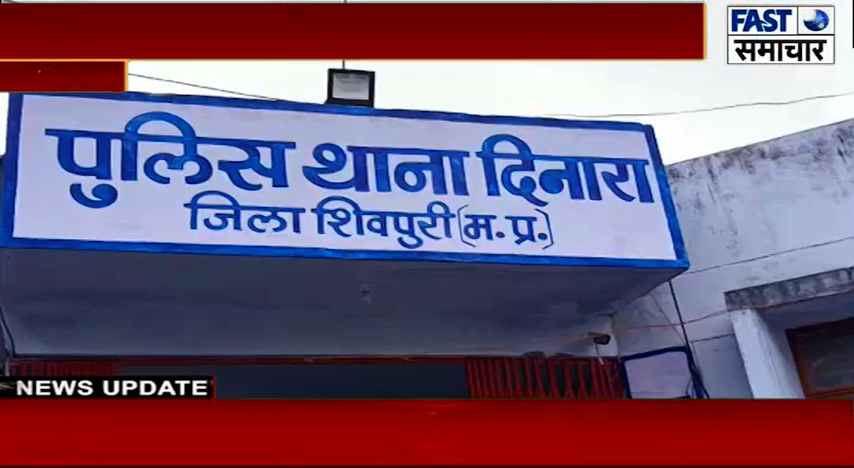 FAST
समाचार
पुलिस थाना दिनारा
जिला शिवपुरी (म.प्र.)
NEWS UPDATE